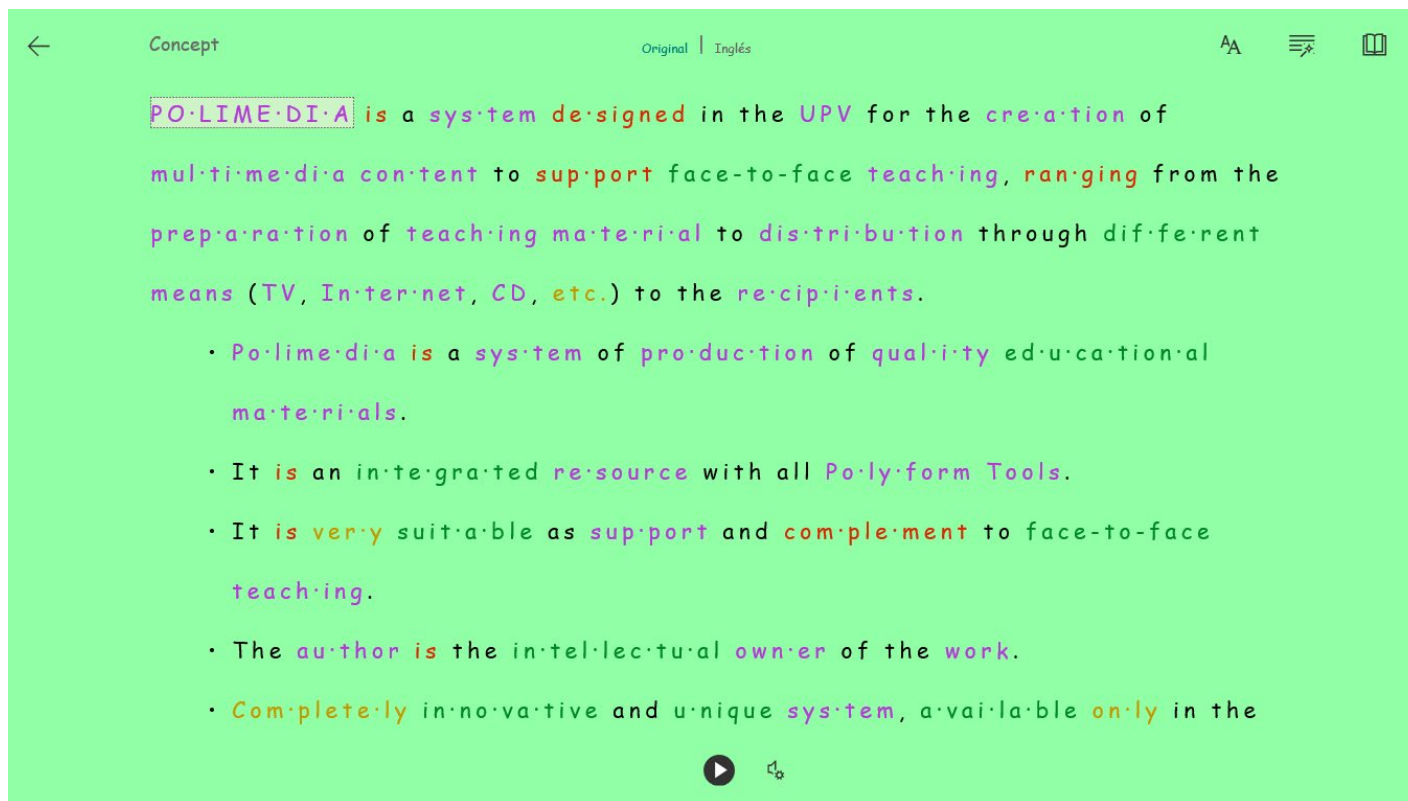 Concept
Original | Inglés
AA
PO·LIME·DI·A is a sys·tem de·signed in the UPV for the cre·a·tion of
mul·ti·me·di·a con·tent to sup·port face-to-face teach·ing, ran·ging from the
prep·a·ra·tion of teach·ing ma·te·ri·al to dis·tri·bu·tion through dif·fe·rent
means (TV, In·ter·net, CD, etc.) to the re·cip·i·ents.
• Po·lime·di·a is a sys·tem of pro·duc·tion of qual·i·ty ed·u·ca·tion·al
ma·te·ri·als.
• It is an in·te·gra·ted re·source with all Po·ly·form Tools.
• It is ver·y suit·a·ble as sup·port and com·ple·ment to face-to-face
teach·ing.
• The au·thor is the in·tel·lec·tu·al own·er of the work.
• Com·plete·ly in·no·va·tive and u·nique sys·tem, a·vai·la·ble on·ly in the